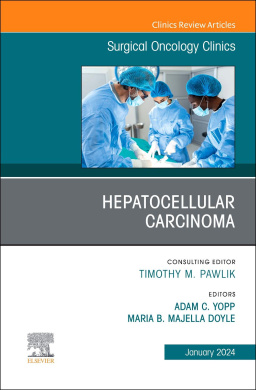 Clinics Review Articles
Surgical Oncology Clinics
HEPATOCELLULAR
CARCINOMA
CONSULTING EDITOR
TIMOTHY M. PAWLIK
EDITORS
ADAM C. YOPP
MARIA B. MAJELLA DOYLE
ELSEVIER
January 2024